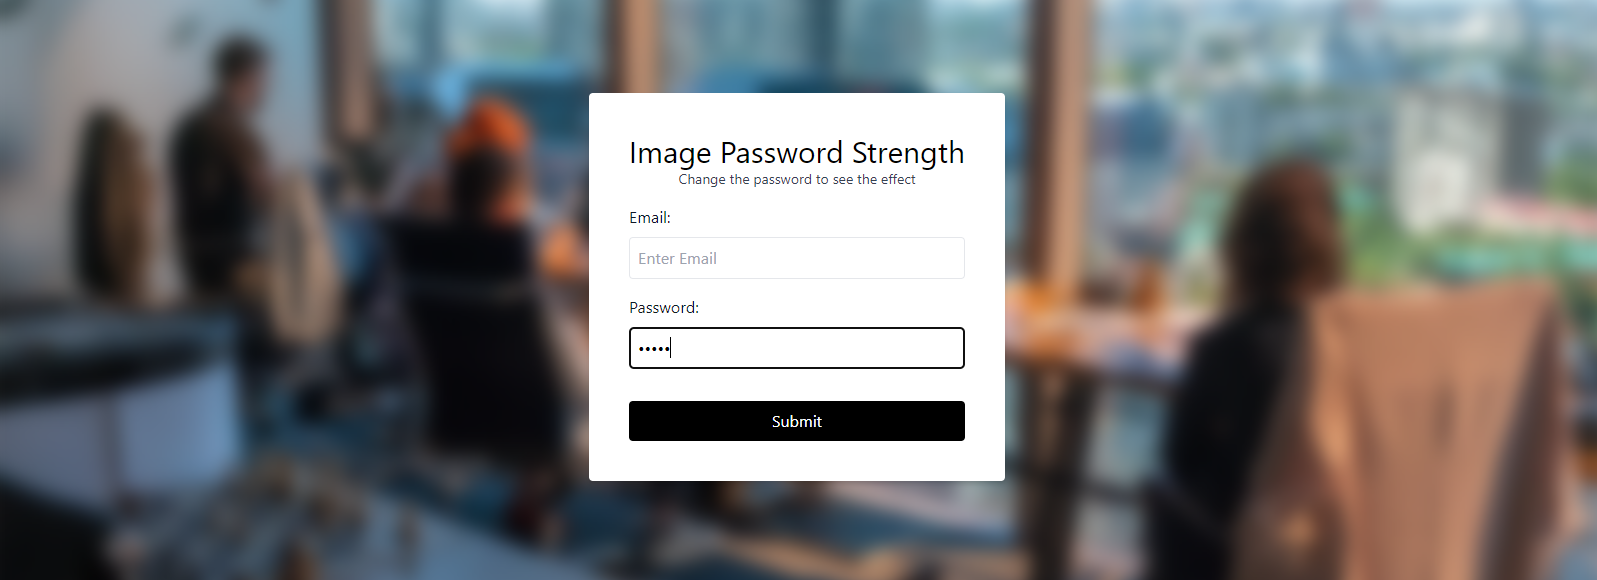 Image Password Strength
Change the password to see the effect
Email:
Enter Email
Password:
•••••
Submit